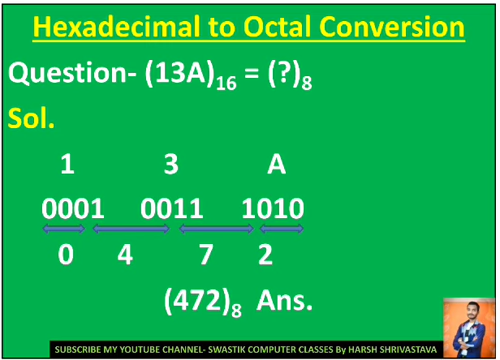 Hexadecimal to Octal Conversion
Question- (13A)₁₆ = (?)₈
Sol.
1 3 A
0001 0011 1010
0 4 7 2
(472)₈ Ans.
SUBSCRIBE MY YOUTUBE CHANNEL- SWASTIK COMPUTER CLASSES By HARSH SHRIVASTAVA